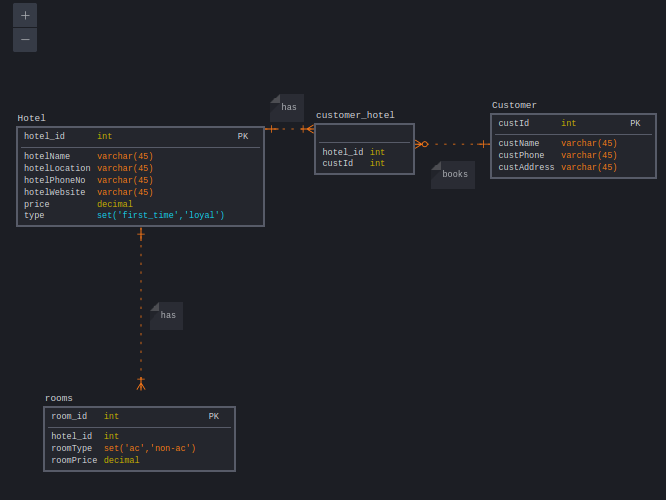 +
−
has
Hotel
hotel_id int PK
hotelName varchar(45)
hotelLocation varchar(45)
hotelPhoneNo varchar(45)
hotelWebsite varchar(45)
price decimal
type set('first_time','loyal')
customer_hotel
hotel_id int
custId int
Customer
custId int PK
custName varchar(45)
custPhone varchar(45)
custAddress varchar(45)
books
has
rooms
room_id int PK
hotel_id int
roomType set('ac','non-ac')
roomPrice decimal